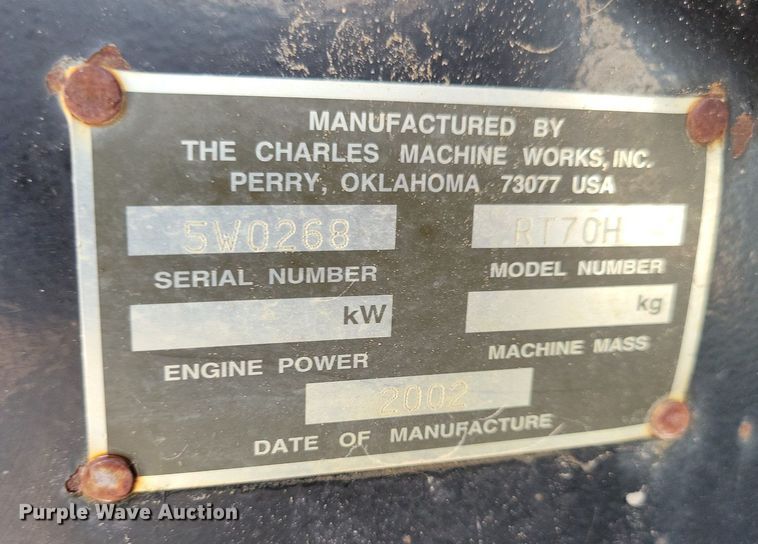 MANUFACTURED BY
THE CHARLES MACHINE WORKS, INC.
PERRY, OKLAHOMA 73077 USA
5W0268 RT70H
SERIAL NUMBER MODEL NUMBER
kW kg
ENGINE POWER MACHINE MASS
2002
DATE OF MANUFACTURE
Purple Wave Auction